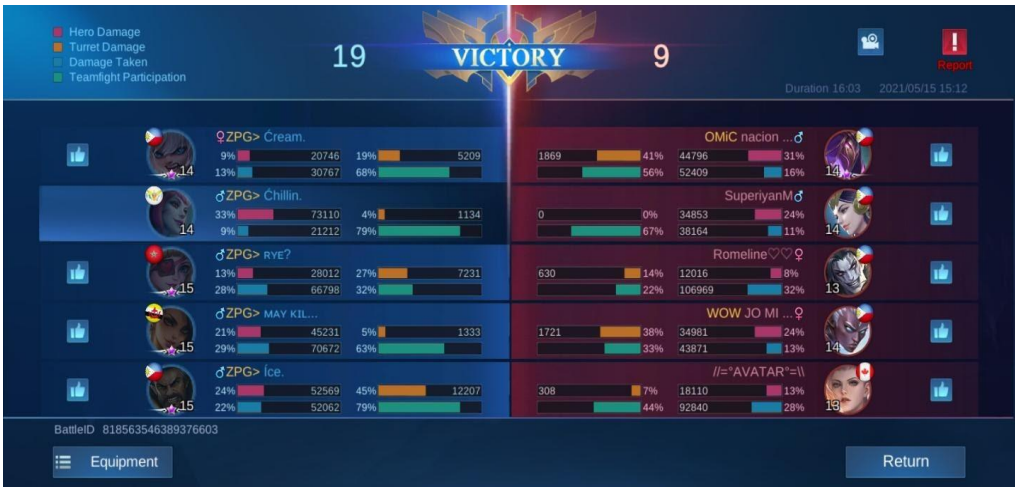 Hero Damage
Turret Damage
Damage Taken
Teamfight Participation
19 VICTORY 9
Report
Duration 16:03 2021/05/15 15:12
♀ZPG> Ćream.
9% 20746 19% 5209
13% 30767 68%
14
OMiC nacion ...♂
1869 41% 44796 31%
56% 52409 16%
14
♂ZPG> Ćhillin.
33% 73110 4% 1134
9% 21212 79%
14
SuperiyanM♂
0 0% 34853 24%
67% 38164 11%
14
♂ZPG> ʀʏᴇ?
13% 28012 27% 7231
28% 66798 32%
15
Romeline♡♡♀
630 14% 12016 8%
22% 106969 32%
13
♂ZPG> ᴍᴀʏ ᴋɪʟ...
21% 45231 5% 1333
29% 70672 63%
15
WOW JO MI ...♀
1721 38% 34981 24%
33% 43871 13%
14
♂ZPG> Íce.
24% 52569 45% 12207
22% 52062 79%
15
//=°AVATAR°=\\
308 7% 18110 13%
44% 92840 28%
13
BattleID 818563546389376603
Equipment
Return